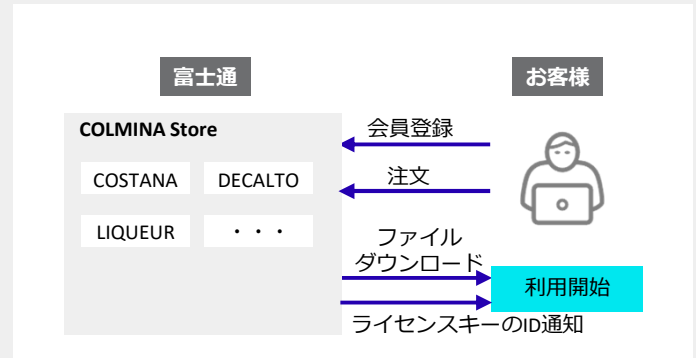 富士通
お客様
COLMINA Store
会員登録
COSTANA
DECALTO
注文
LIQUEUR
・・・
ファイル
ダウンロード
利用開始
ライセンスキーのID通知